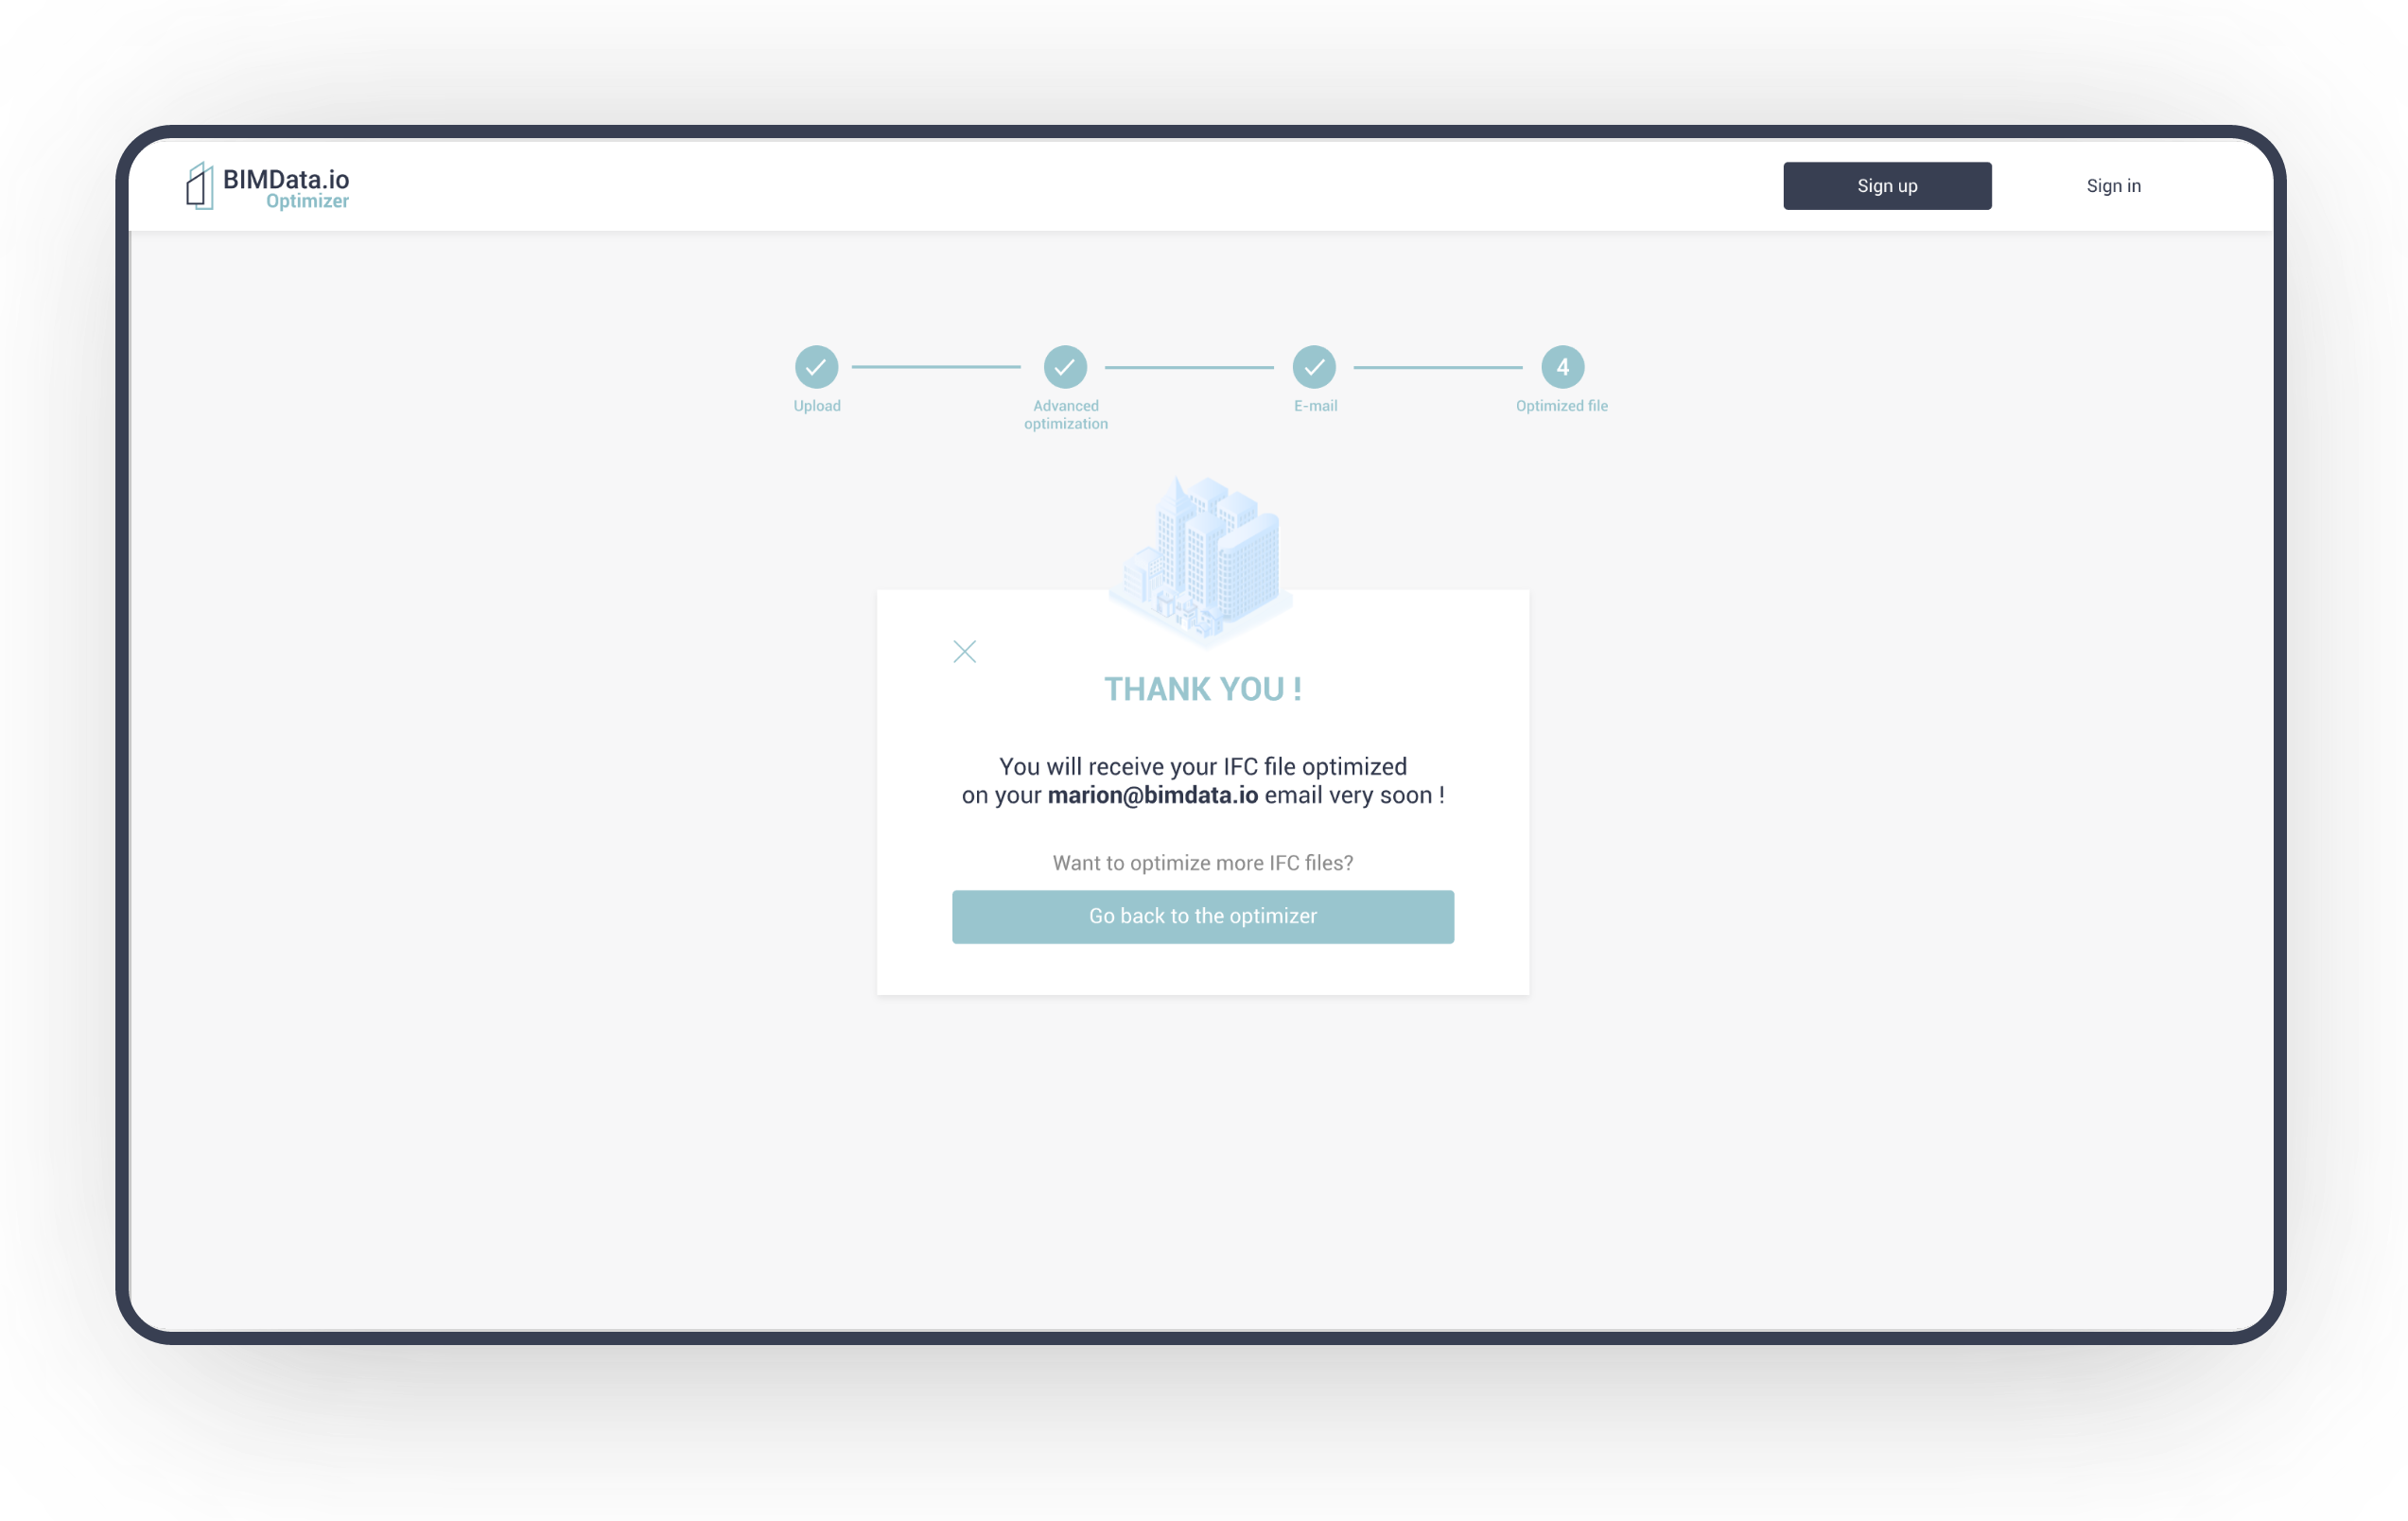 BIMData.io
Optimizer
Sign up
Sign in
Upload
Advanced
optimization
E-mail
4
Optimized file
THANK YOU !
You will receive your IFC file optimized
on your marion@bimdata.io email very soon !
Want to optimize more IFC files?
Go back to the optimizer